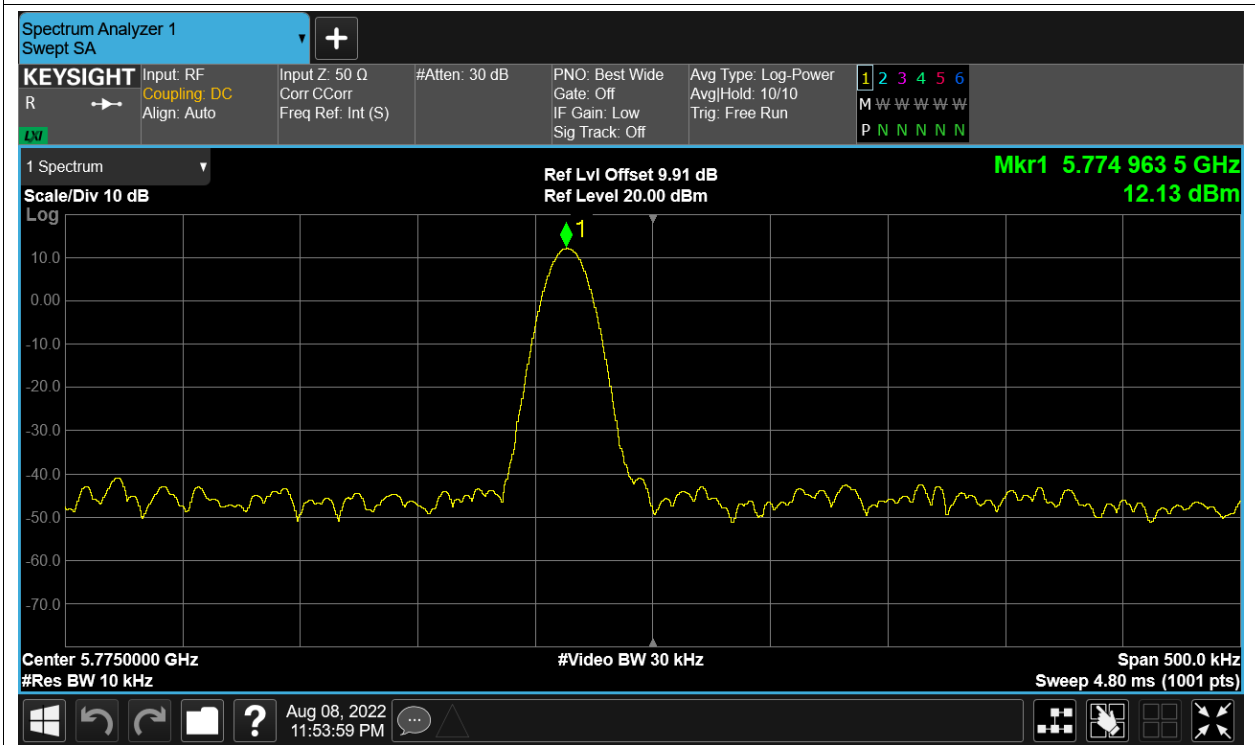 Spectrum Analyzer 1
Swept SA
KEYSIGHT Input: RF Input Z: 50 Ω #Atten: 30 dB PNO: Best Wide Avg Type: Log-Power 1 2 3 4 5 6
R Coupling: DC Corr CCorr Gate: Off Avg|Hold: 10/10 M W W W W W
Align: Auto Freq Ref: Int (S) IF Gain: Low Trig: Free Run
LXI Sig Track: Off P N N N N N
1 Spectrum Ref Lvl Offset 9.91 dB Mkr1 5.774 963 5 GHz
Scale/Div 10 dB Ref Level 20.00 dBm 12.13 dBm
Log
1
10.0
0.00
-10.0
-20.0
-30.0
-40.0
-50.0
-60.0
-70.0
Center 5.7750000 GHz #Video BW 30 kHz Span 500.0 kHz
#Res BW 10 kHz Sweep 4.80 ms (1001 pts)
? Aug 08, 2022
11:53:59 PM